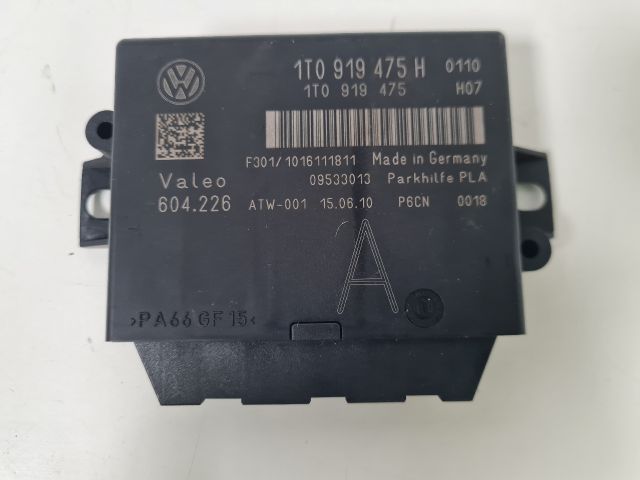 1T0 919 475 H 0110
1T0 919 475 H07
F301/1016111811 Made in Germany
Valeo 09533013 Parkhilfe PLA
604.226 ATW-001 15.06.10 P6CN 0018
A
>PA66 GF15<